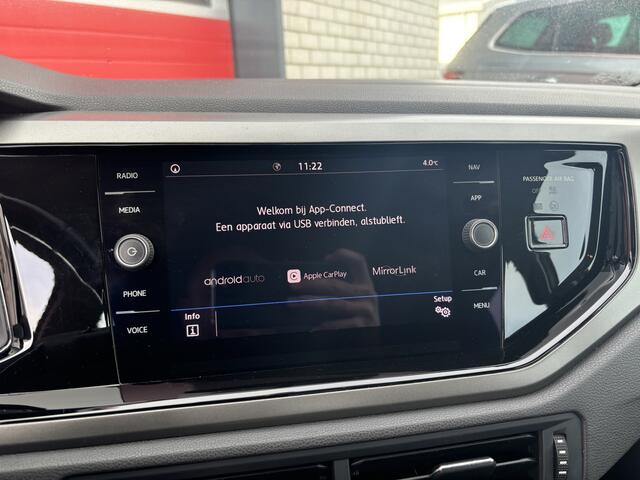 11:22
4.0°C
RADIO
MEDIA
PHONE
VOICE
Welkom bij App-Connect.
Een apparaat via USB verbinden, alstublieft.
androidauto
Apple CarPlay
MirrorLink
Info
Setup
NAV
APP
CAR
MENU
PASSENGER AIR BAG